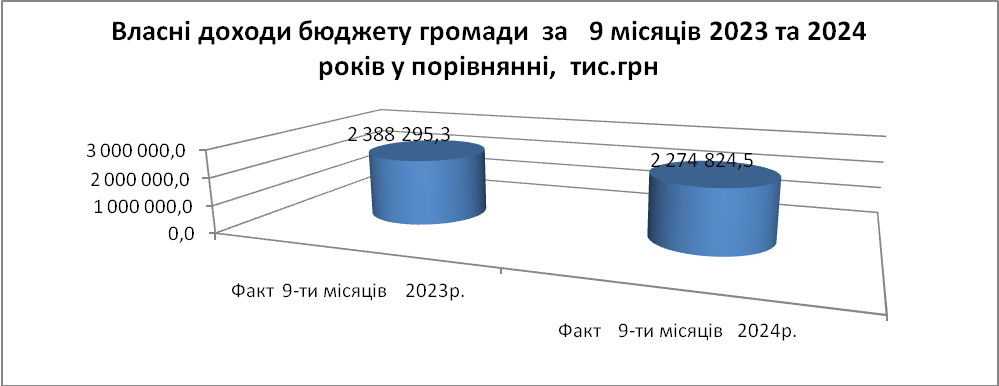 Власні доходи бюджету громади за 9 місяців 2023 та 2024
років у порівнянні, тис.грн
2 388 295,3
2 274 824,5
3 000 000,0
2 000 000,0
1 000 000,0
0,0
Факт 9-ти місяців 2023р.
Факт 9-ти місяців 2024р.